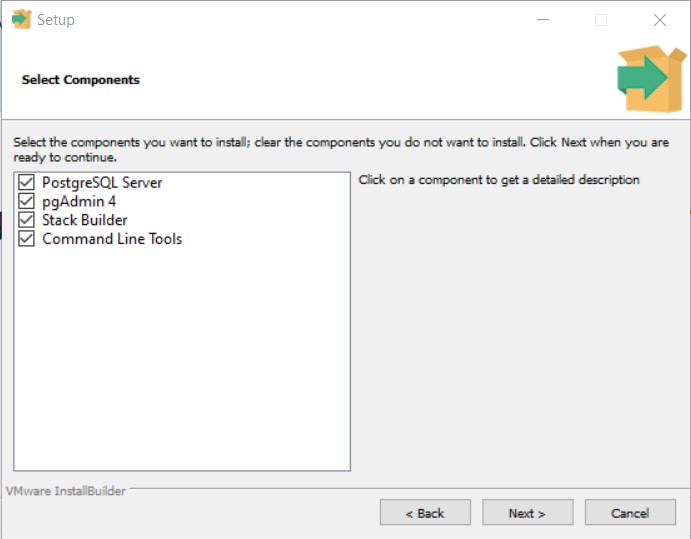 Setup
Select Components
Select the components you want to install; clear the components you do not want to install. Click Next when you are
ready to continue.
PostgreSQL Server
pgAdmin 4
Stack Builder
Command Line Tools
Click on a component to get a detailed description
VMware InstallBuilder
< Back
Next >
Cancel